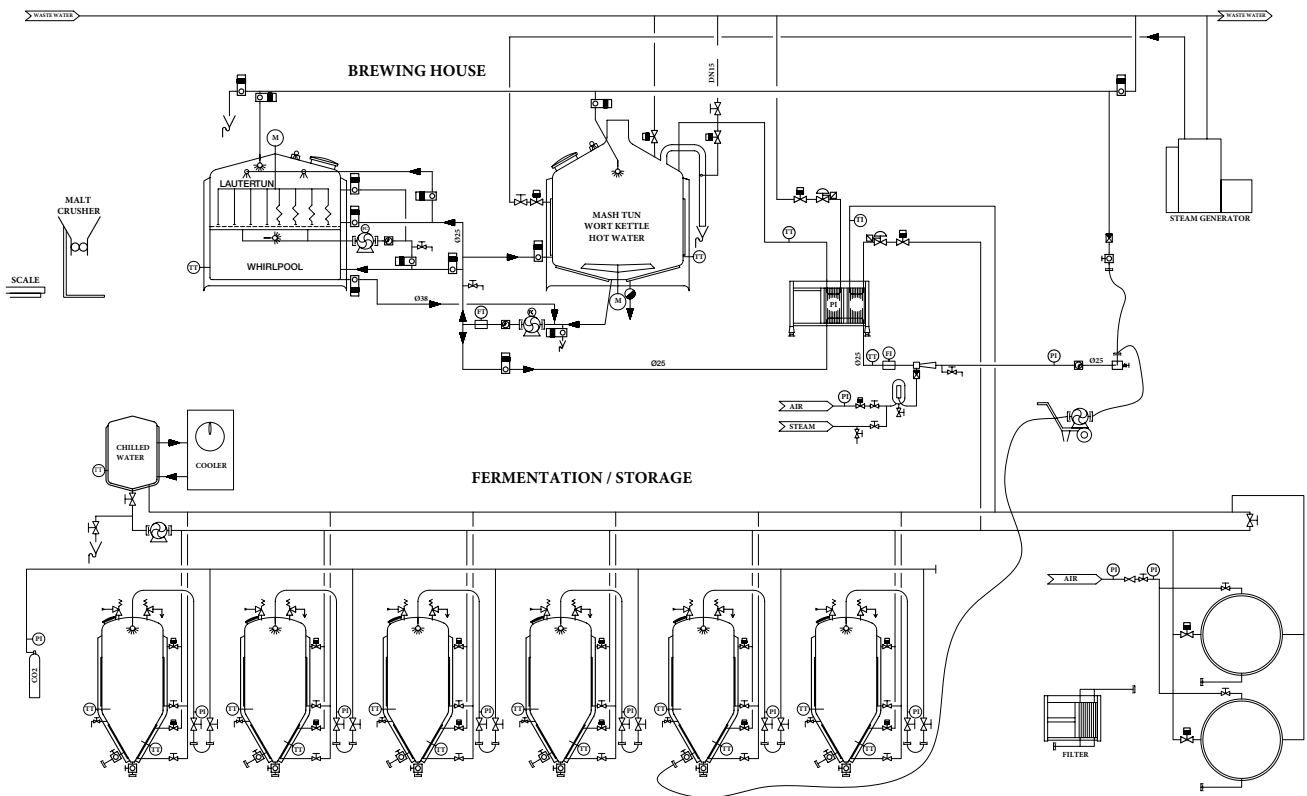 WASTE WATER
WASTE WATER
BREWING HOUSE
DN15
M
LAUTERTUN
MALT
CRUSHER
MASH TUN
WORT KETTLE
HOT WATER
STEAM GENERATOR
TI
TT
Ø25
TT
WHIRLPOOL
TT
SCALE
Ø38
M
PI
FT
Ø25
Ø25
TT
FI
PI
Ø25
PI
AIR
STEAM
CHILLED
WATER
TT
COOLER
FERMENTATION / STORAGE
AIR
PI
PI
PI
CO2
TT
PI
TT
PI
TT
PI
TT
PI
TT
PI
TT
PI
TT
TT
TT
TT
TT
TT
FILTER